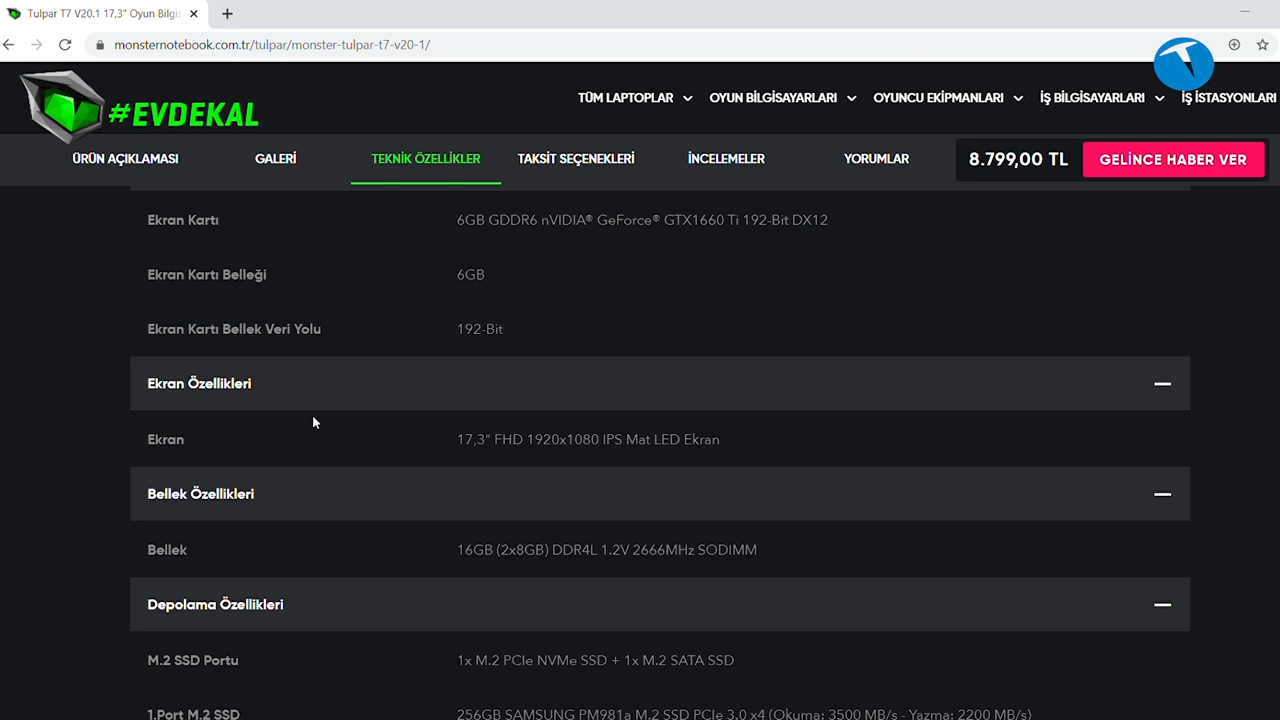 Tulpar T7 V20.1 17,3" Oyun Bilgis
monsternotebook.com.tr/tulpar/monster-tulpar-t7-v20-1/
#EVDEKAL
TÜM LAPTOPLAR OYUN BİLGİSAYARLARI OYUNCU EKİPMANLARI İŞ BİLGİSAYARLARI İŞ İSTASYONLARI
ÜRÜN AÇIKLAMASI GALERİ TEKNİK ÖZELLİKLER TAKSİT SEÇENEKLERİ İNCELEMELER YORUMLAR 8.799,00 TL GELİNCE HABER VER
Ekran Kartı 6GB GDDR6 nVIDIA® GeForce® GTX1660 Ti 192-Bit DX12
Ekran Kartı Belleği 6GB
Ekran Kartı Bellek Veri Yolu 192-Bit
Ekran Özellikleri
Ekran 17,3" FHD 1920x1080 IPS Mat LED Ekran
Bellek Özellikleri
Bellek 16GB (2x8GB) DDR4L 1.2V 2666MHz SODIMM
Depolama Özellikleri
M.2 SSD Portu 1x M.2 PCIe NVMe SSD + 1x M.2 SATA SSD
1.Port M.2 SSD 256GB SAMSUNG PM981a M.2 SSD PCIe 3.0 x4 (Okuma: 3500 MB/s - Yazma: 2200 MB/s)